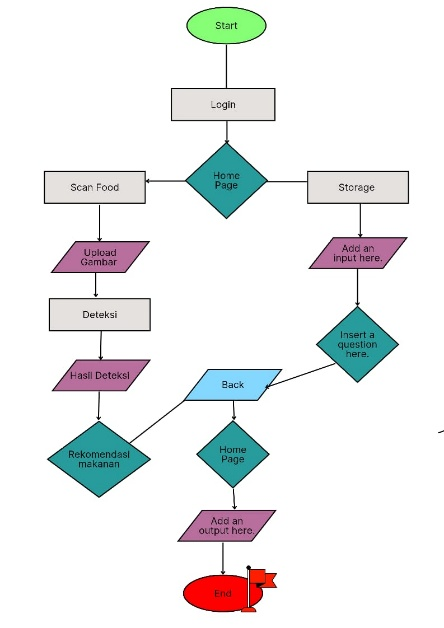 Start
Login
Home
Page
Scan Food
Storage
Upload
Gambar
Add an
input here.
Deteksi
Insert a
question
here.
Hasil Deteksi
Back
Rekomendasi
makanan
Home
Page
Add an
output here.
End